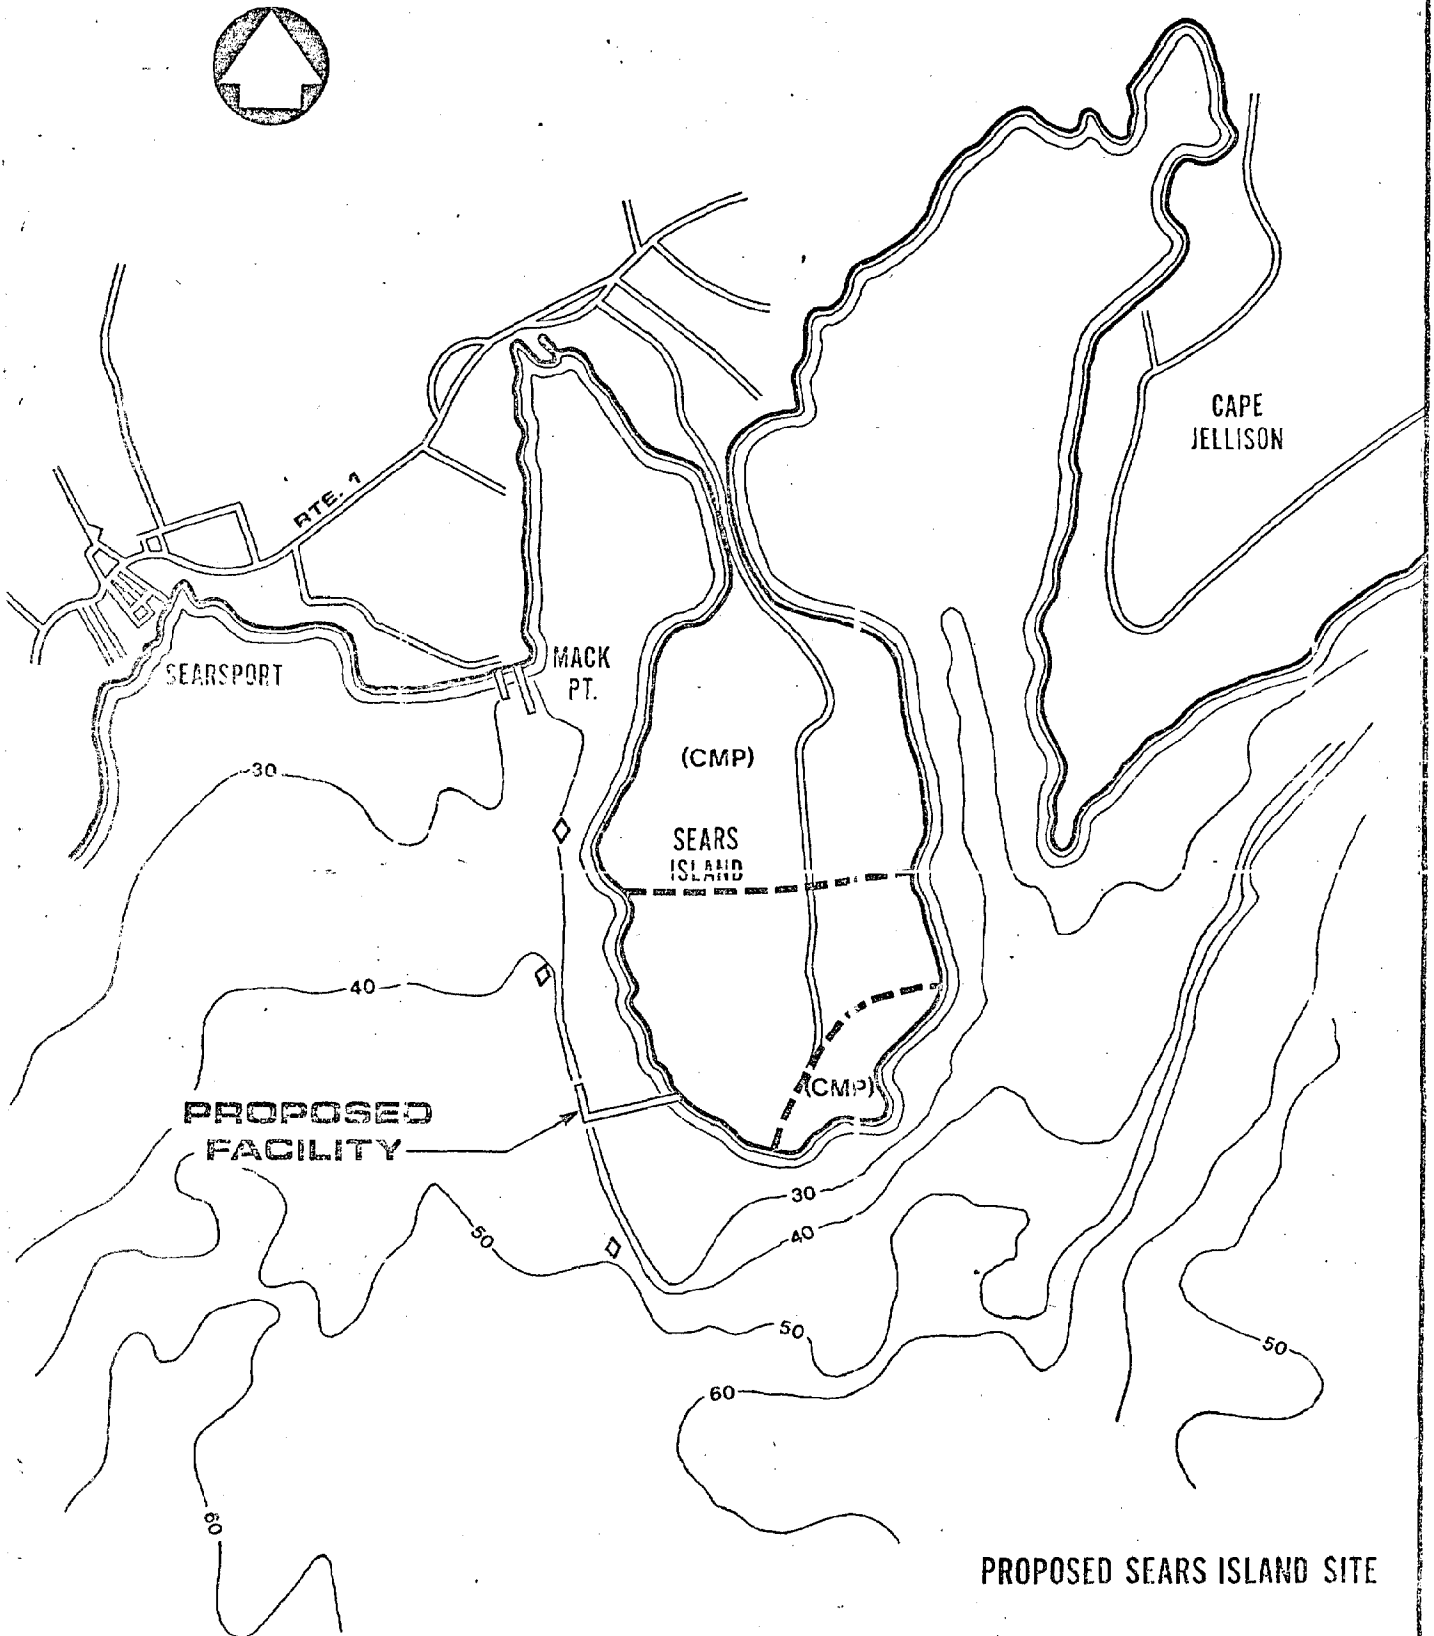 CAPE
JELLISON
RTE. 1
SEARSPORT
MACK
PT.
(CMP)
30
SEARS
ISLAND
40
(CMP)
PROPOSED
FACILITY
30
50
40
50
50
60
60
PROPOSED SEARS ISLAND SITE